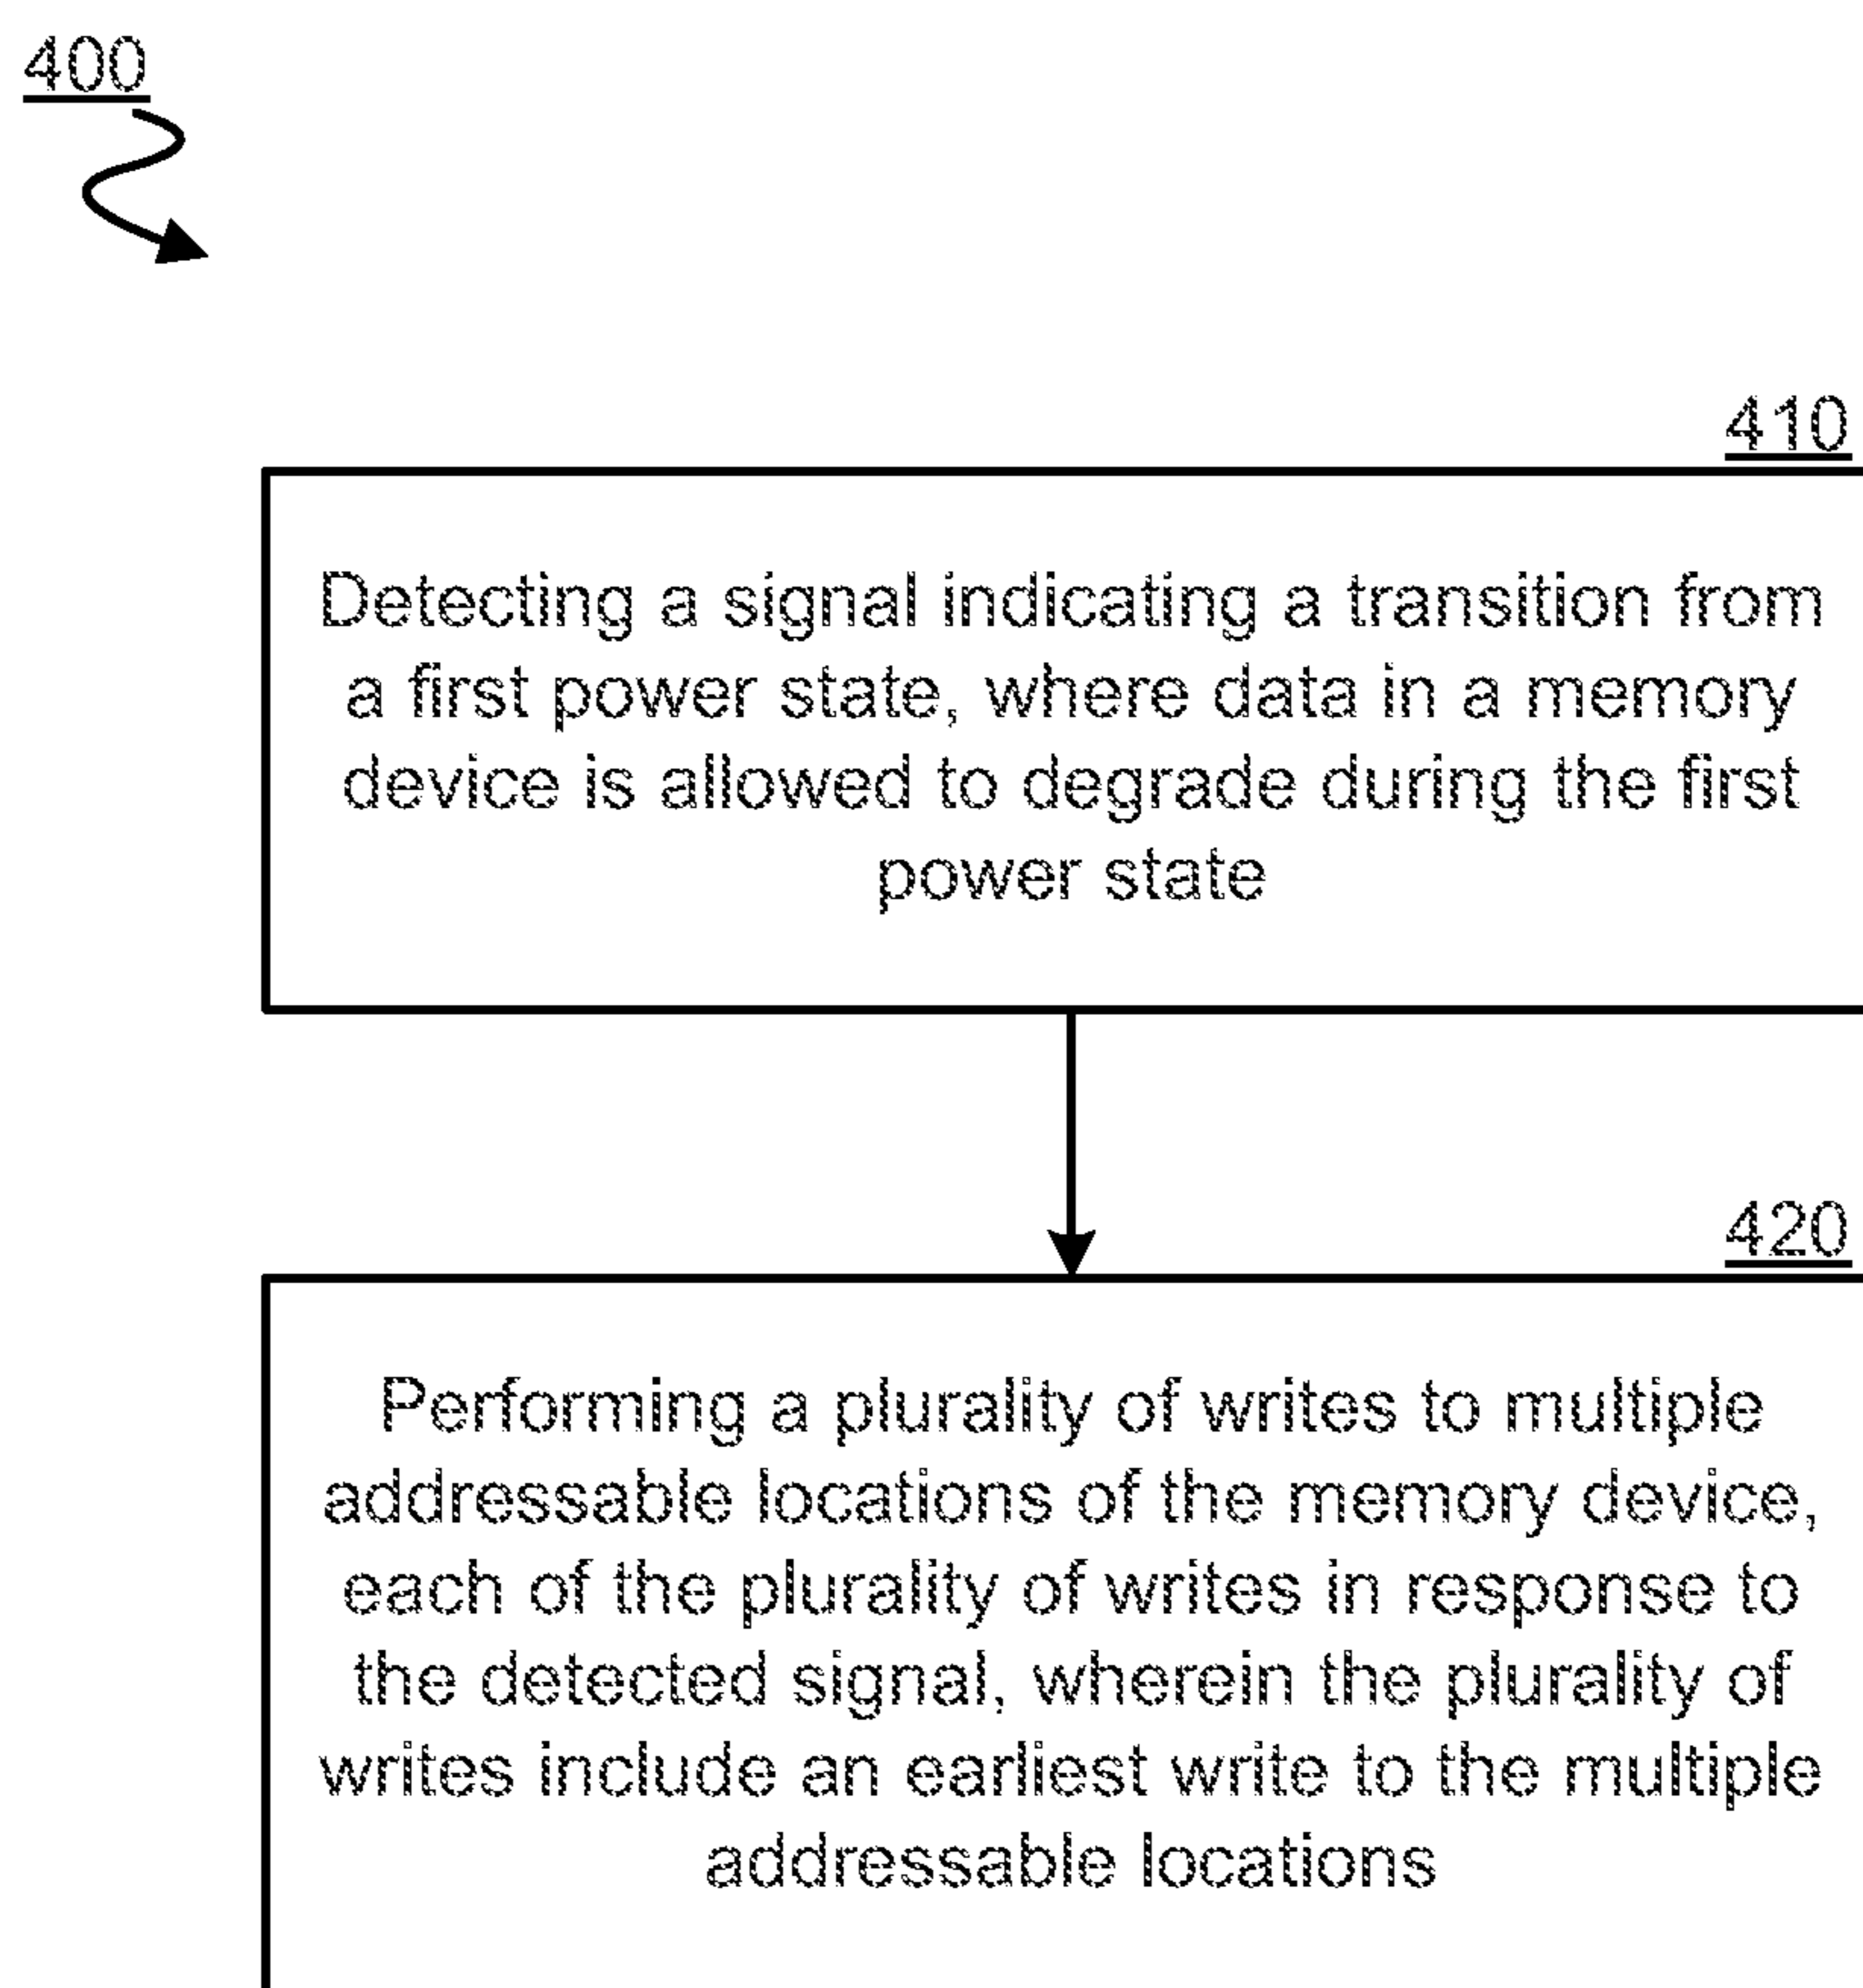 400
410
Detecting a signal indicating a transition from
a first power state, where data in a memory
device is allowed to degrade during the first
power state
420
Performing a plurality of writes to multiple
addressable locations of the memory device,
each of the plurality of writes in response to
the detected signal, wherein the plurality of
writes include an earliest write to the multiple
addressable locations